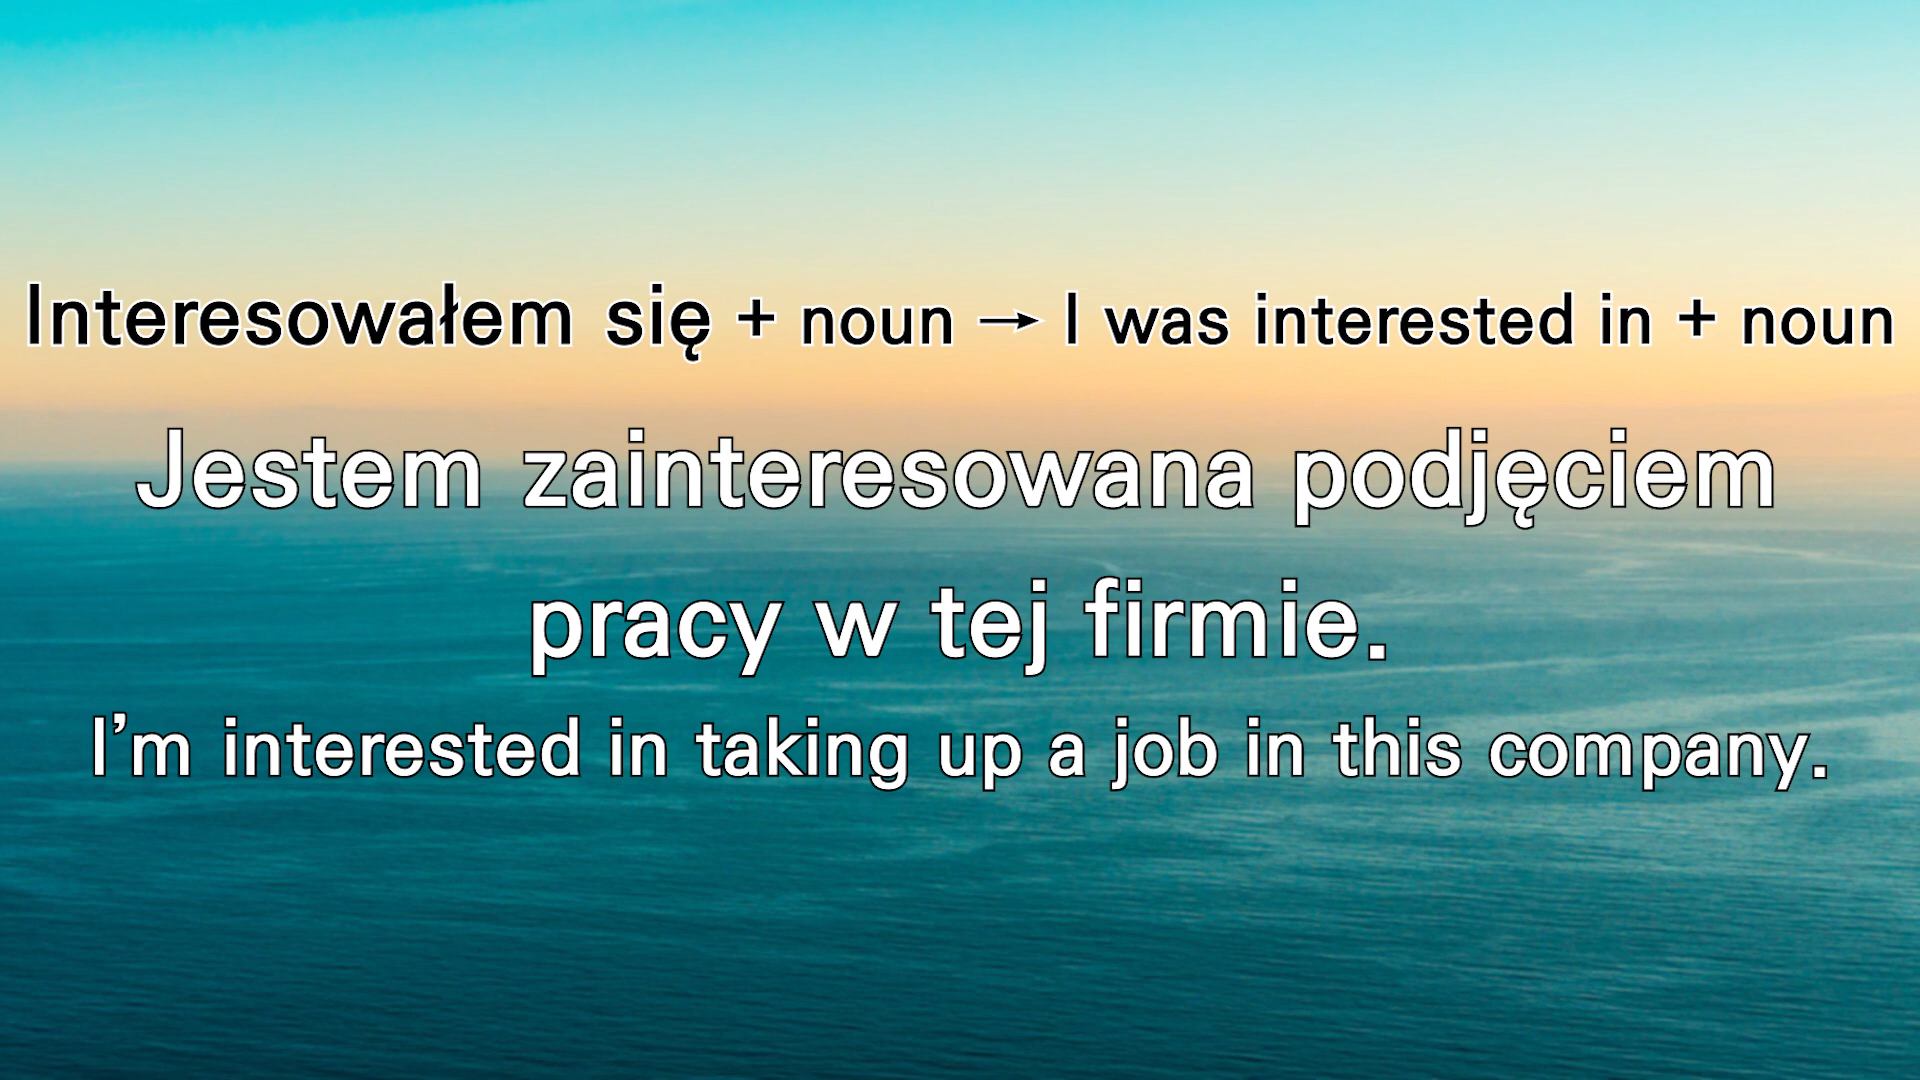 Interesowałem się + noun → I was interested in + noun
Jestem zainteresowana podjęciem
pracy w tej firmie.
I’m interested in taking up a job in this company.